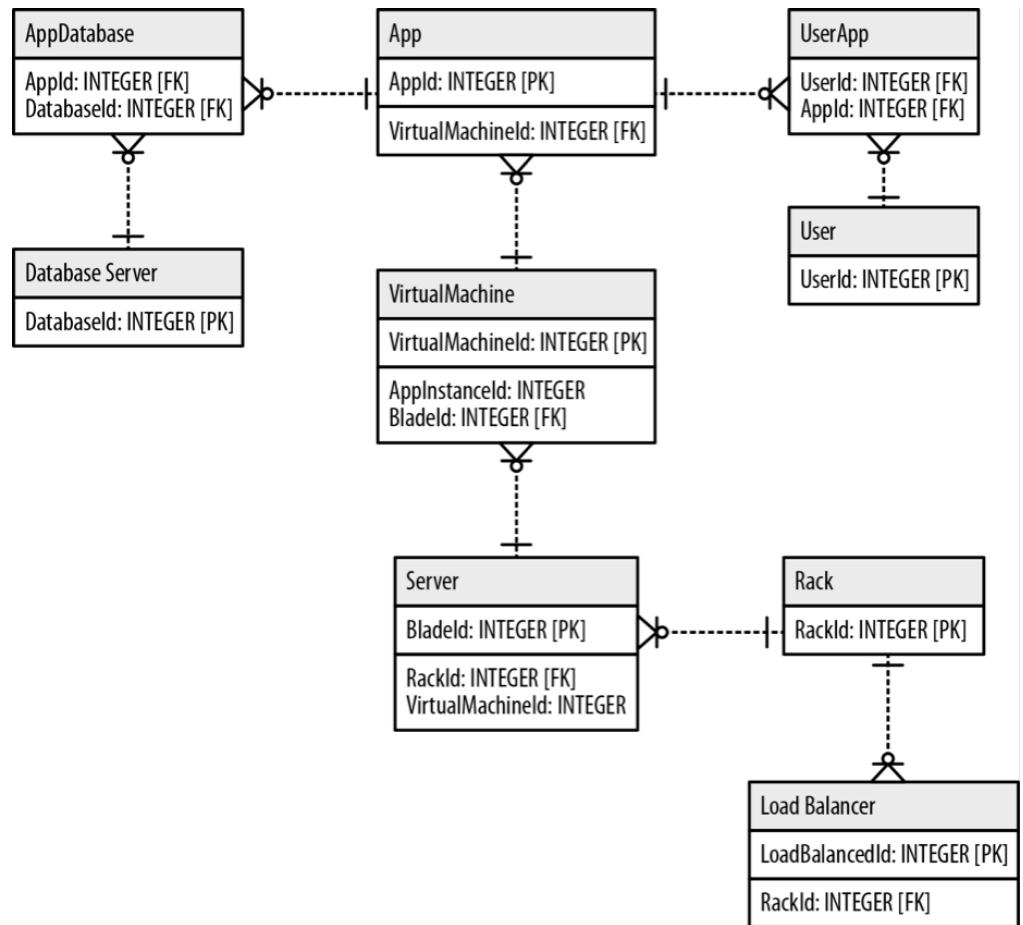 AppDatabase
AppId: INTEGER [FK]
DatabaseId: INTEGER [FK]
App
AppId: INTEGER [PK]
VirtualMachineId: INTEGER [FK]
UserApp
UserId: INTEGER [FK]
AppId: INTEGER [FK]
Database Server
DatabaseId: INTEGER [PK]
VirtualMachine
VirtualMachineId: INTEGER [PK]
AppInstanceId: INTEGER
BladeId: INTEGER [FK]
User
UserId: INTEGER [PK]
Server
BladeId: INTEGER [PK]
RackId: INTEGER [FK]
VirtualMachineId: INTEGER
Rack
RackId: INTEGER [PK]
Load Balancer
LoadBalancedId: INTEGER [PK]
RackId: INTEGER [FK]